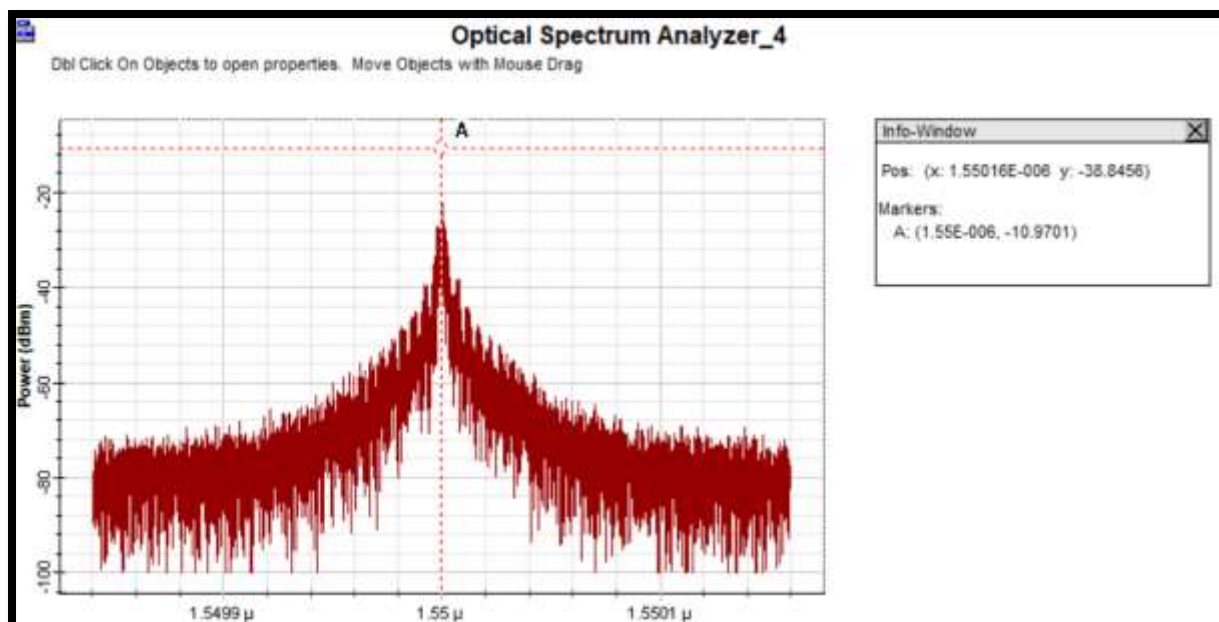 Optical Spectrum Analyzer_4
Dbl Click On Objects to open properties. Move Objects with Mouse Drag
A
Info-Window
Pos: (x: 1.55016E-006 y: -38.8456)
Markers:
A: (1.55E-006, -10.9701)
Power (dBm)
-20
-40
-60
-80
-100
1.5499 µ
1.55 µ
1.5501 µ